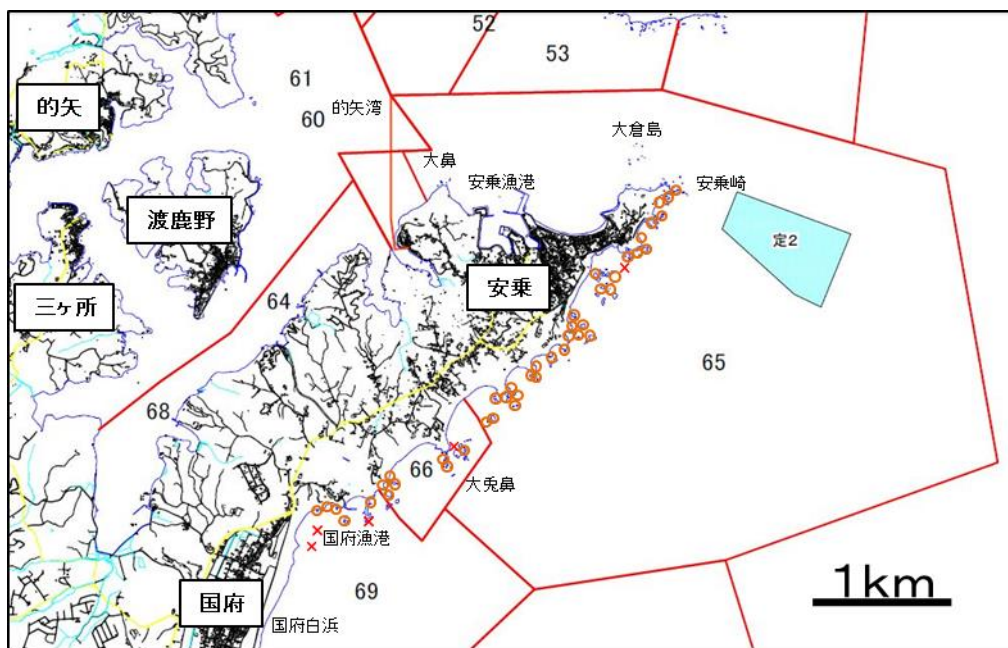 52
53
61
的矢
60
的矢湾
大倉島
大鼻
安乗漁港
安乗崎
渡鹿野
定2
安乗
三ヶ所
64
65
68
66
大兎鼻
国府漁港
1km
69
国府
国府白浜